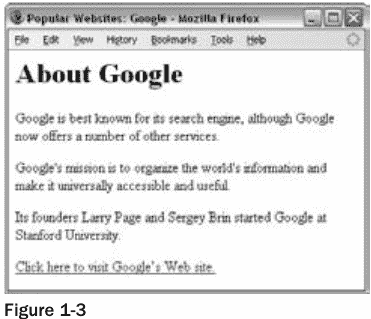 Popular Websites: Google - Mozilla Firefox
File Edit View History Bookmarks Tools Help
About Google
Google is best known for its search engine, although Google
now offers a number of other services.
Google's mission is to organize the world's information and
make it universally accessible and useful.
Its founders Larry Page and Sergey Brin started Google at
Stanford University.
Click here to visit Google's Web site.
Figure 1-3